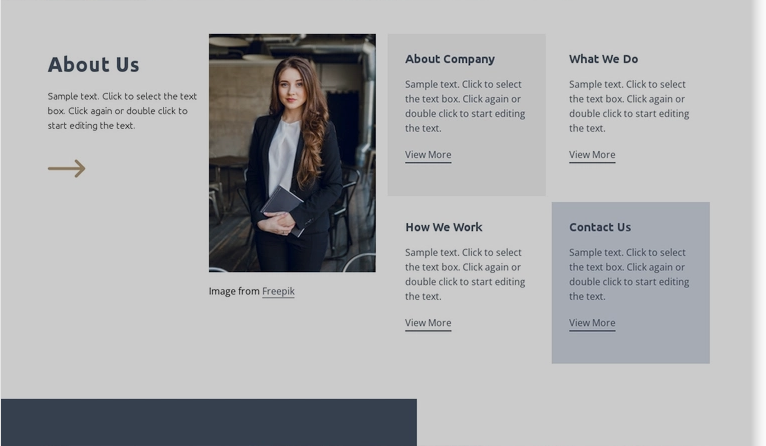 About Us
Sample text. Click to select the text
box. Click again or double click to
start editing the text.
Image from Freepik
About Company
Sample text. Click to select
the text box. Click again or
double click to start editing
the text.
View More
What We Do
Sample text. Click to select
the text box. Click again or
double click to start editing
the text.
View More
How We Work
Sample text. Click to select
the text box. Click again or
double click to start editing
the text.
View More
Contact Us
Sample text. Click to select
the text box. Click again or
double click to start editing
the text.
View More